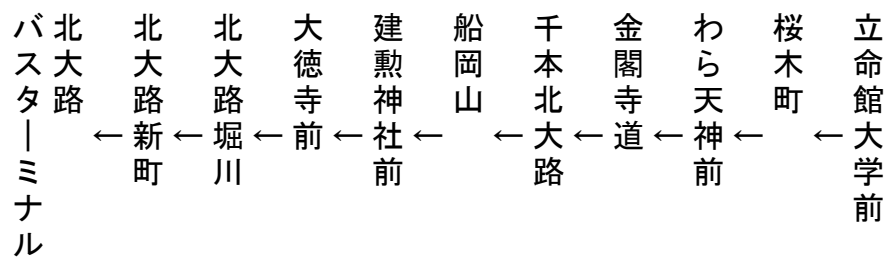 立命館大学前
←
桜木町
←
わら天神前
←
金閣寺道
←
千本北大路
←
船岡山
←
建勲神社前
←
大徳寺前
←
北大路堀川
←
北大路新町
←
北大路
バスターミナル